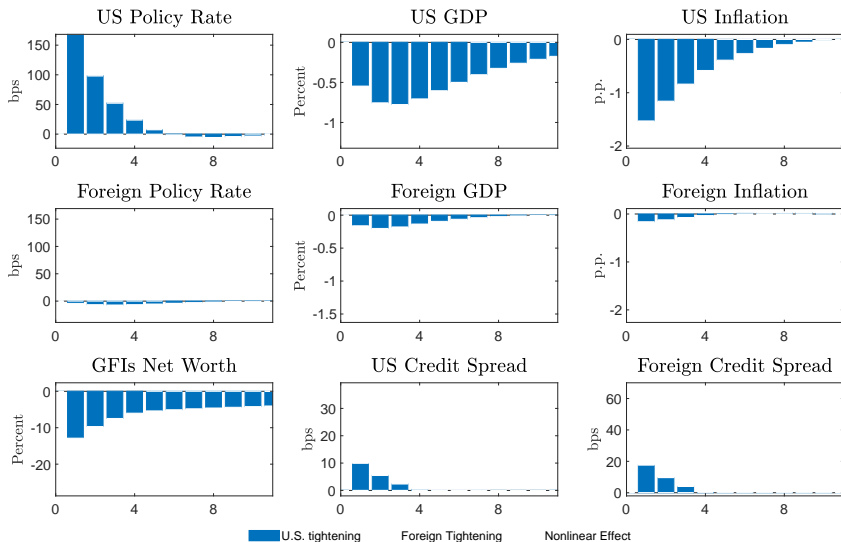 US Policy Rate
US GDP
US Inflation
bps
150
100
50
0
0
4
8
Percent
0
-0.5
-1
0
4
8
p.p.
0
-1
-2
0
4
8
Foreign Policy Rate
Foreign GDP
Foreign Inflation
bps
150
100
50
0
0
4
8
Percent
0
-0.5
-1
-1.5
0
4
8
p.p.
0
-1
-2
0
4
8
GFIs Net Worth
US Credit Spread
Foreign Credit Spread
Percent
0
-10
-20
0
4
8
bps
30
20
10
0
0
4
8
bps
60
40
20
0
0
4
8
U.S. tightening
Foreign Tightening
Nonlinear Effect